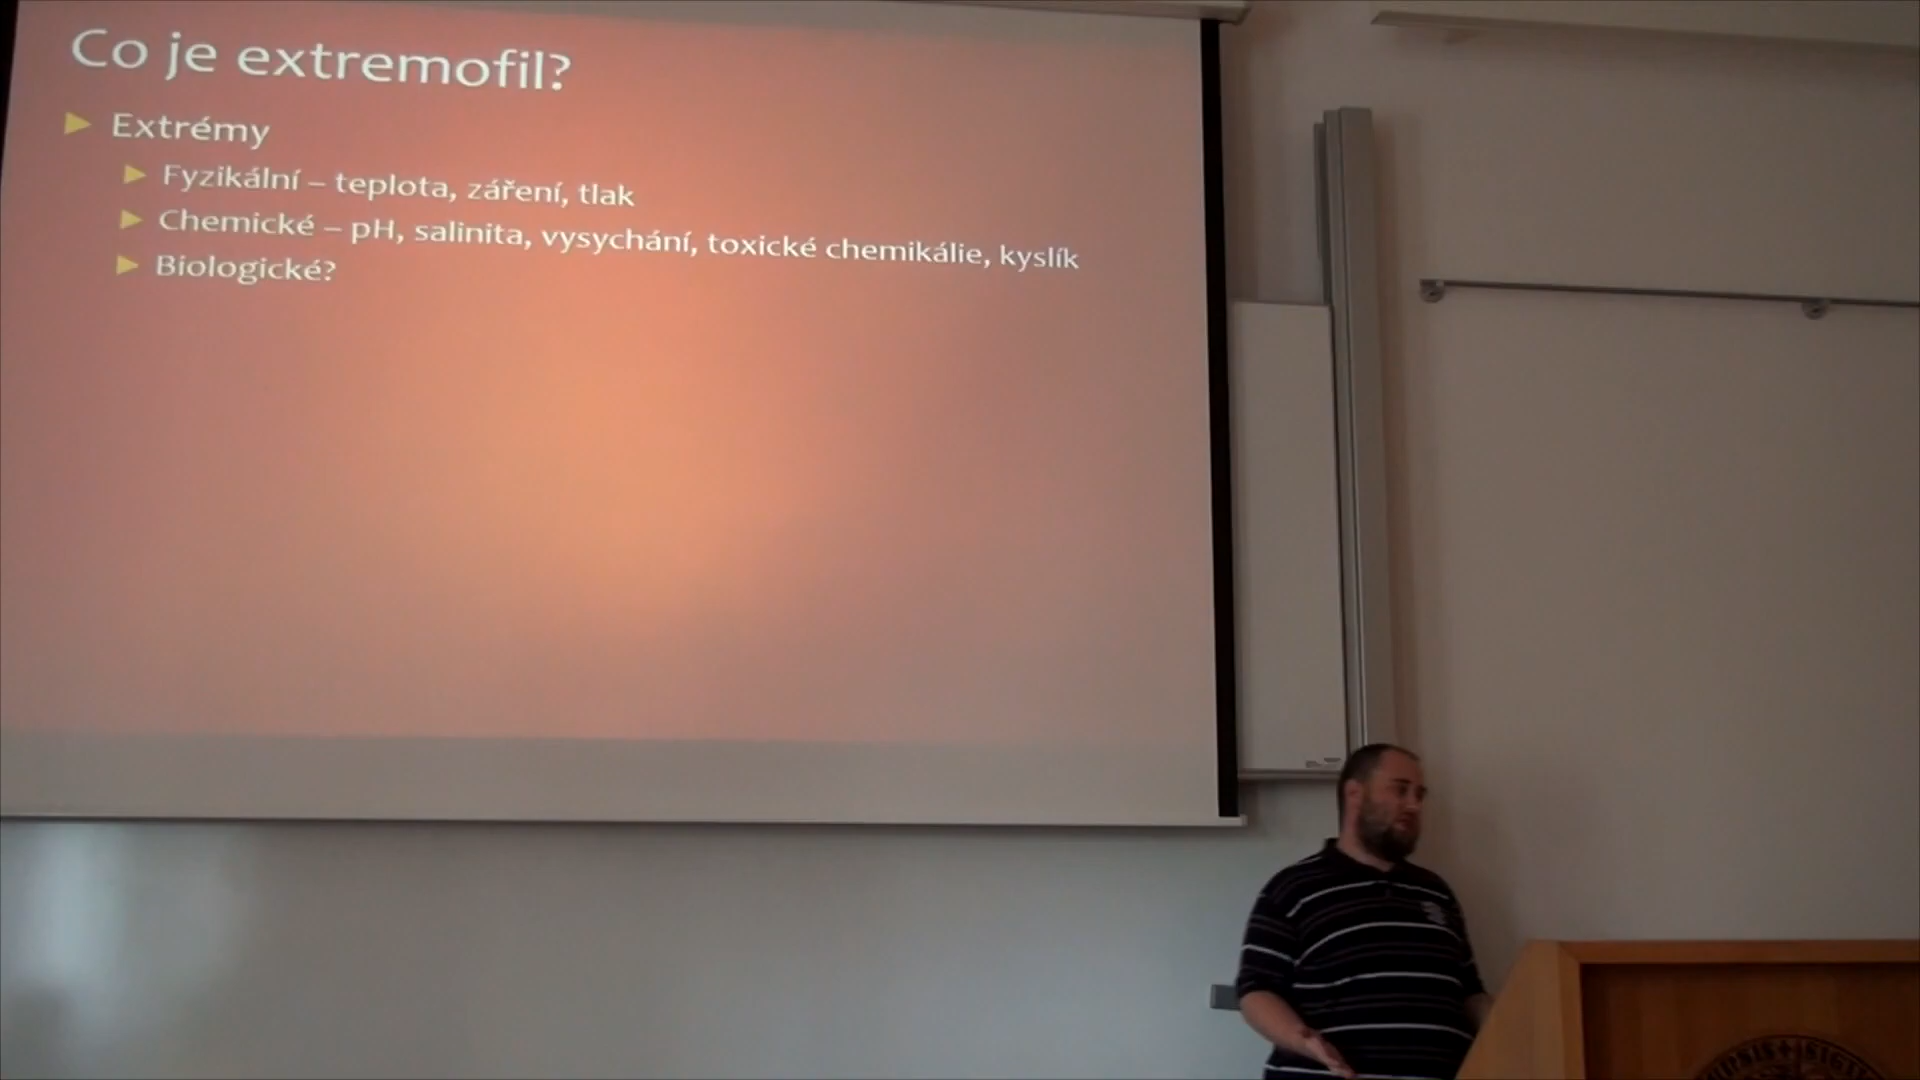 Co je extremofil?
Extrémy
Fyzikální – teplota, záření, tlak
Chemické – pH, salinita, vysychání, toxické chemikálie, kyslík
Biologické?